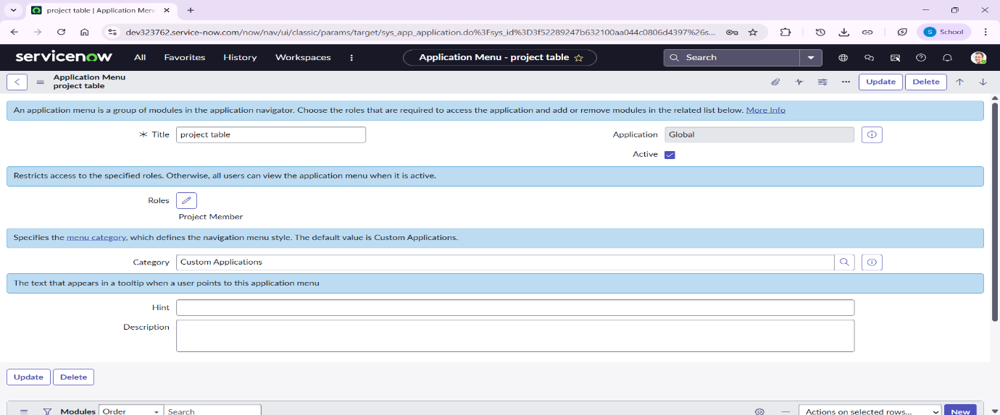 project table | Application Men
dev323762.service-now.com/now/nav/ui/classic/params/target/sys_app_application.do%3Fsys_id%3D3f52289247b632100aa044c0806d4397%26s...
S School
servicenow All Favorites History Workspaces Application Menu - project table Search
Application Menu
project table
Update Delete
An application menu is a group of modules in the application navigator. Choose the roles that are required to access the application and add or remove modules in the related list below. More Info
Title project table Application Global
Active
Restricts access to the specified roles. Otherwise, all users can view the application menu when it is active.
Roles
Project Member
Specifies the menu category, which defines the navigation menu style. The default value is Custom Applications.
Category Custom Applications
The text that appears in a tooltip when a user points to this application menu
Hint
Description
Update Delete
Modules Order Search Actions on selected rows... New